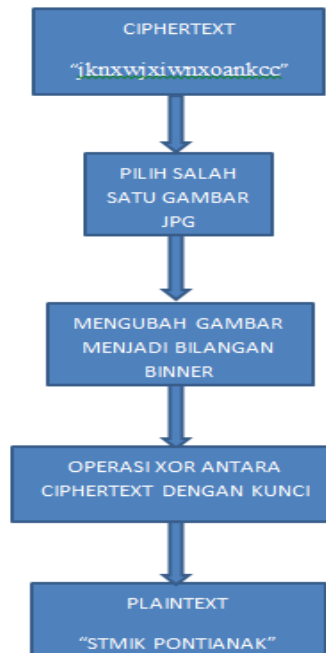 CIPHERTEXT
“jknxwjxiwnxoankcc”
PILIH SALAH
SATU GAMBAR
JPG
MENGUBAH GAMBAR
MENJADI BILANGAN
BINNER
OPERASI XOR ANTARA
CIPHERTEXT DENGAN KUNCI
PLAINTEXT
“STMIK PONTIANAK”